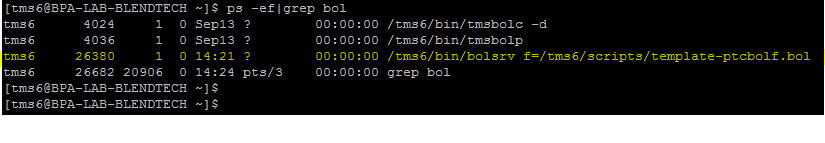 [tms6@BPA-LAB-BLENDTECH ~]$ ps -ef|grep bol
tms6 4024 1 0 Sep13 ? 00:00:00 /tms6/bin/tmsbolc -d
tms6 4036 1 0 Sep13 ? 00:00:00 /tms6/bin/tmsbolp
tms6 26380 1 0 14:21 ? 00:00:00 /tms6/bin/bolsrv f=/tms6/scripts/template-ptcbolf.bol
tms6 26682 20906 0 14:24 pts/3 00:00:00 grep bol
[tms6@BPA-LAB-BLENDTECH ~]$
[tms6@BPA-LAB-BLENDTECH ~]$